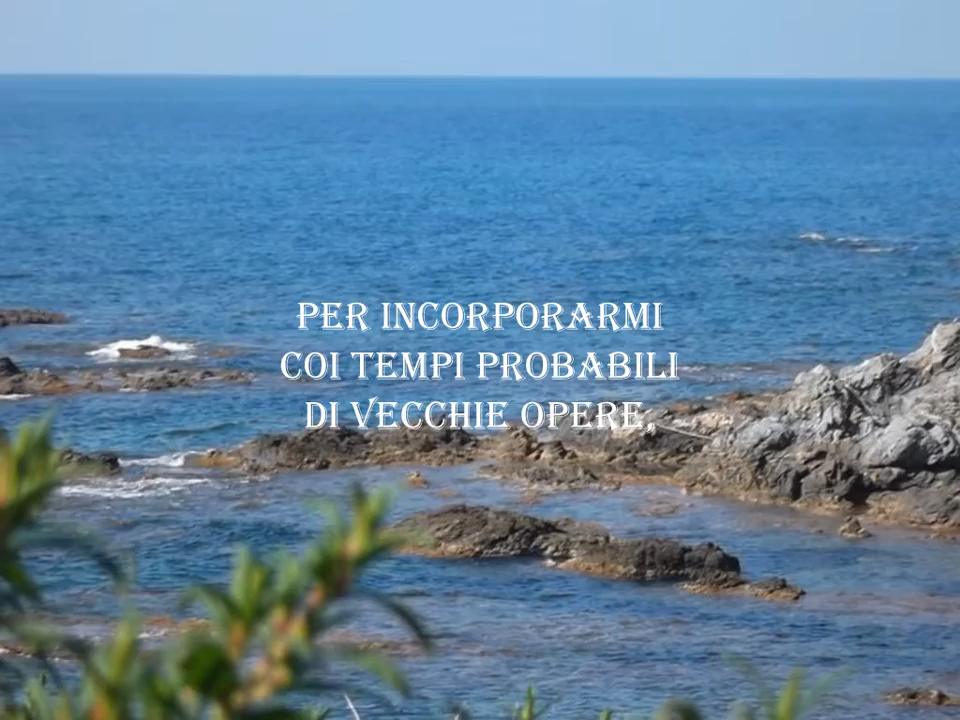 PER INCORPORARMI
COI TEMPI PROBABILI
DI VECCHIE OPERE,